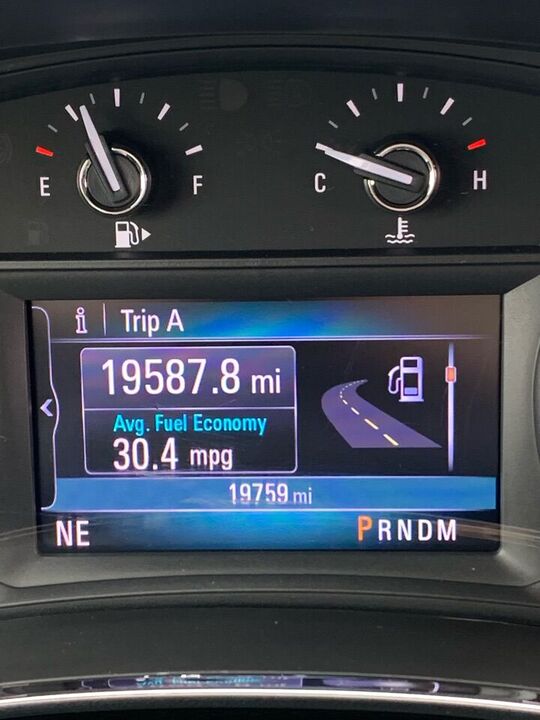 E F
C H
i Trip A
19587.8 mi
Avg. Fuel Economy
30.4 mpg
19759 mi
NE PRNDM